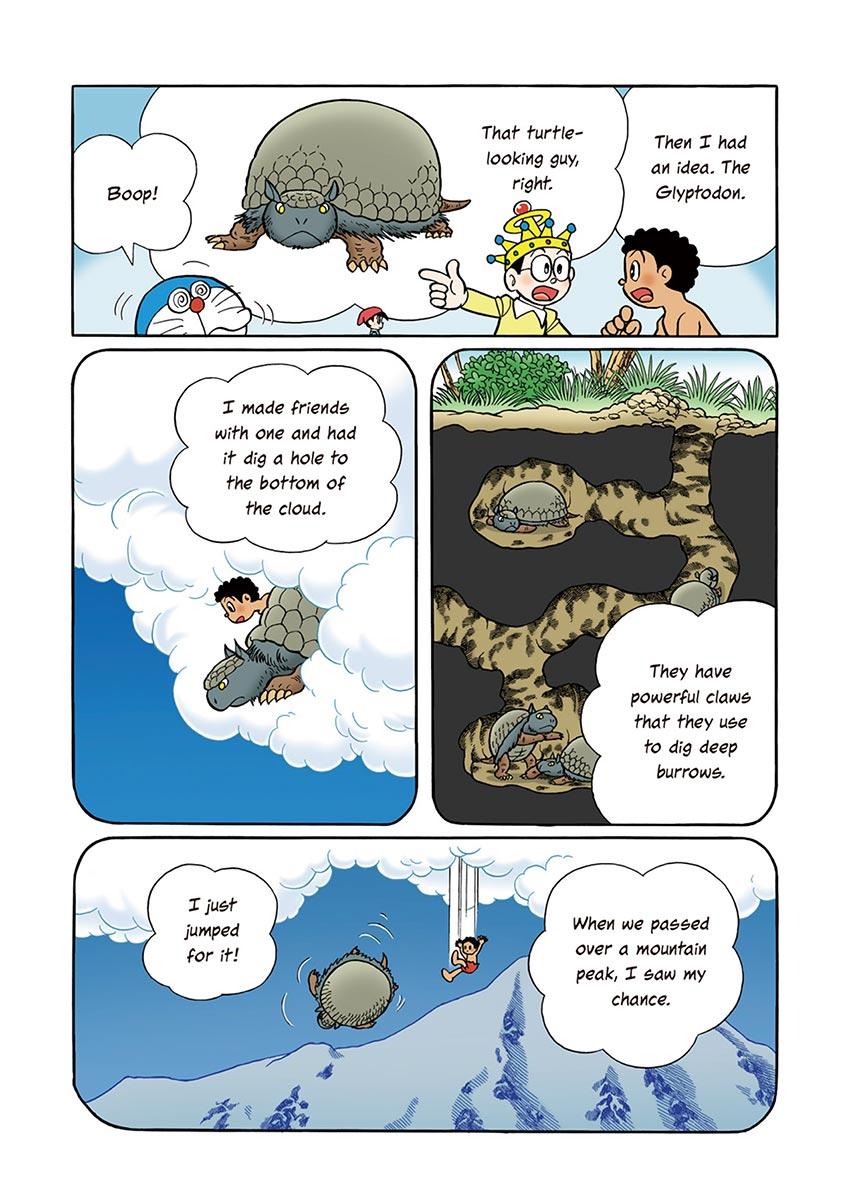 Then I had
an idea. The
Glyptodon.
That turtle-
looking guy,
right.
Boop!
They have
powerful claws
that they use
to dig deep
burrows.
I made friends
with one and had
it dig a hole to
the bottom of
the cloud.
When we passed
over a mountain
peak, I saw my
chance.
I just
jumped
for it!